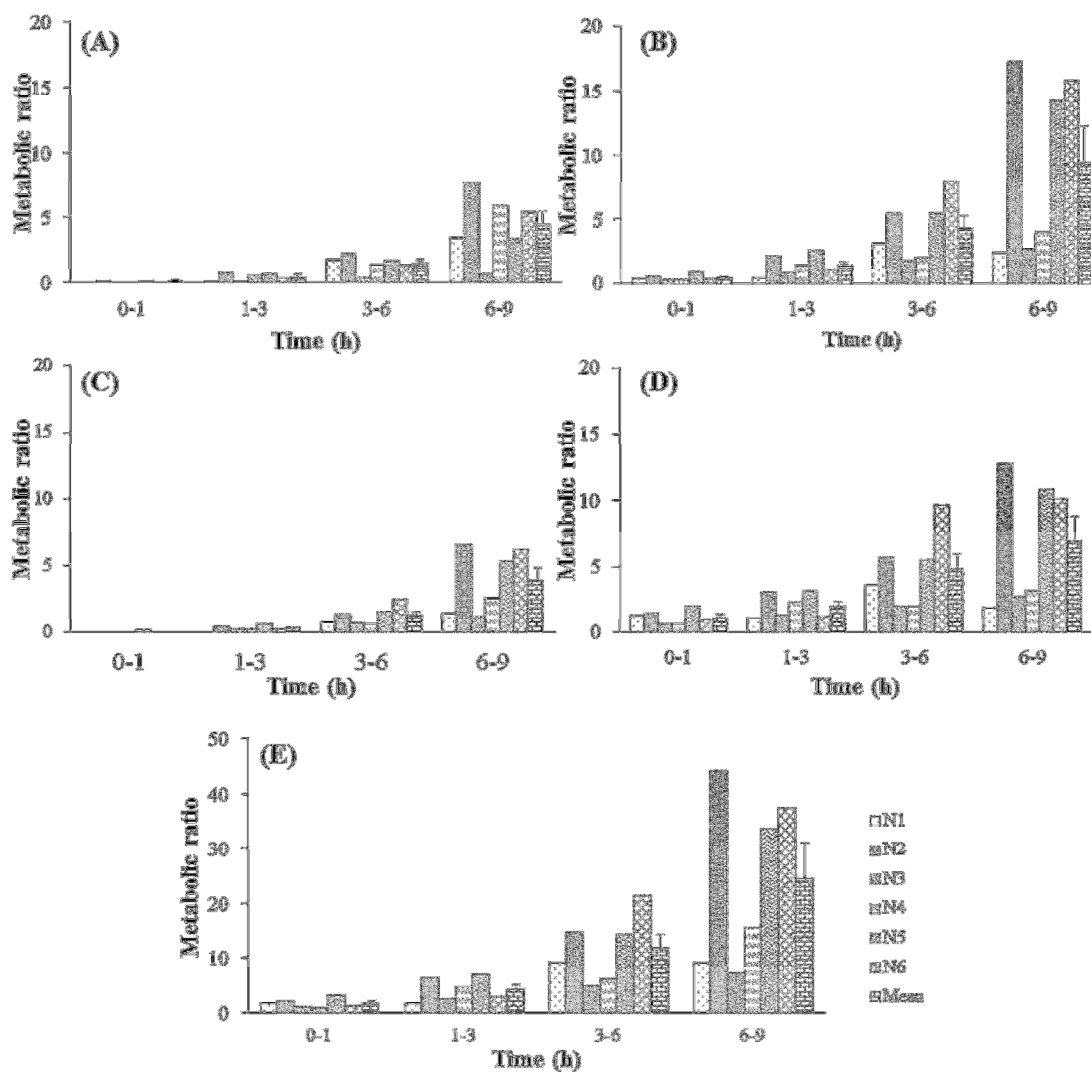 (A)
20
15
10
5
0
Metabolic ratio
0-1 1-3 3-6 6-9
Time (h)
(B)
20
15
10
5
0
Metabolic ratio
0-1 1-3 3-6 6-9
Time (h)
(C)
20
15
10
5
0
Metabolic ratio
0-1 1-3 3-6 6-9
Time (h)
(D)
20
15
10
5
0
Metabolic ratio
0-1 1-3 3-6 6-9
Time (h)
(E)
50
40
30
20
10
0
Metabolic ratio
0-1 1-3 3-6 6-9
Time (h)
N1
N2
N3
N4
N5
N6
Mean